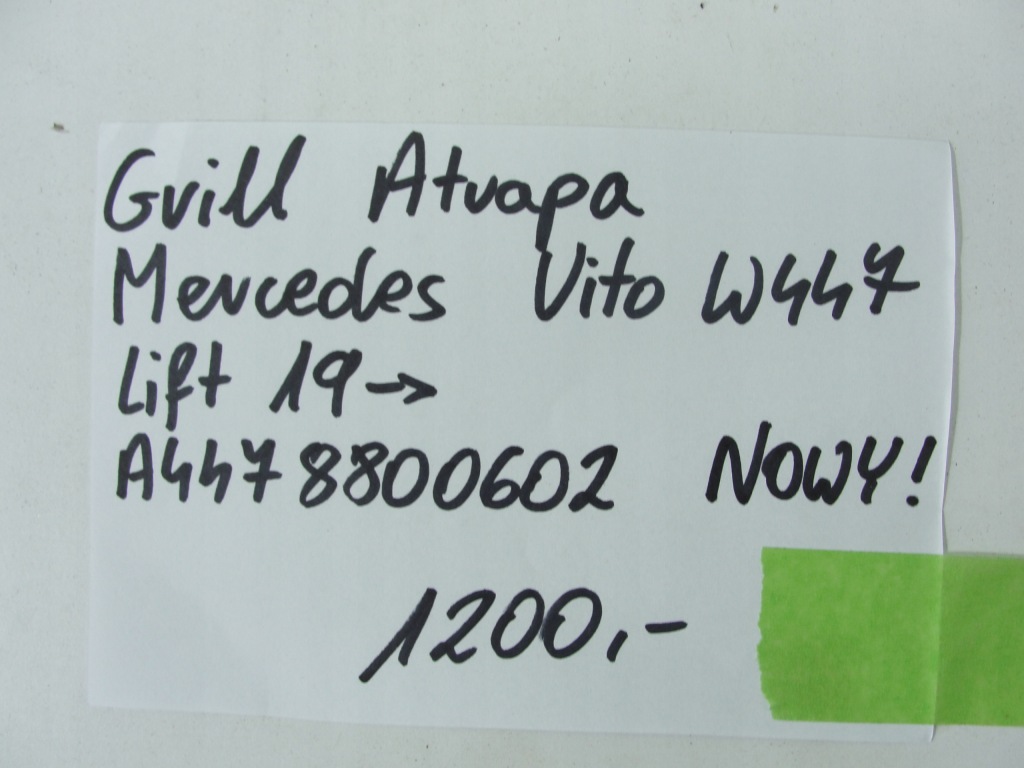 Grill Atrapa
Mercedes Vito W447
Lift 19→
A4478800602 NOWY!
1200,-